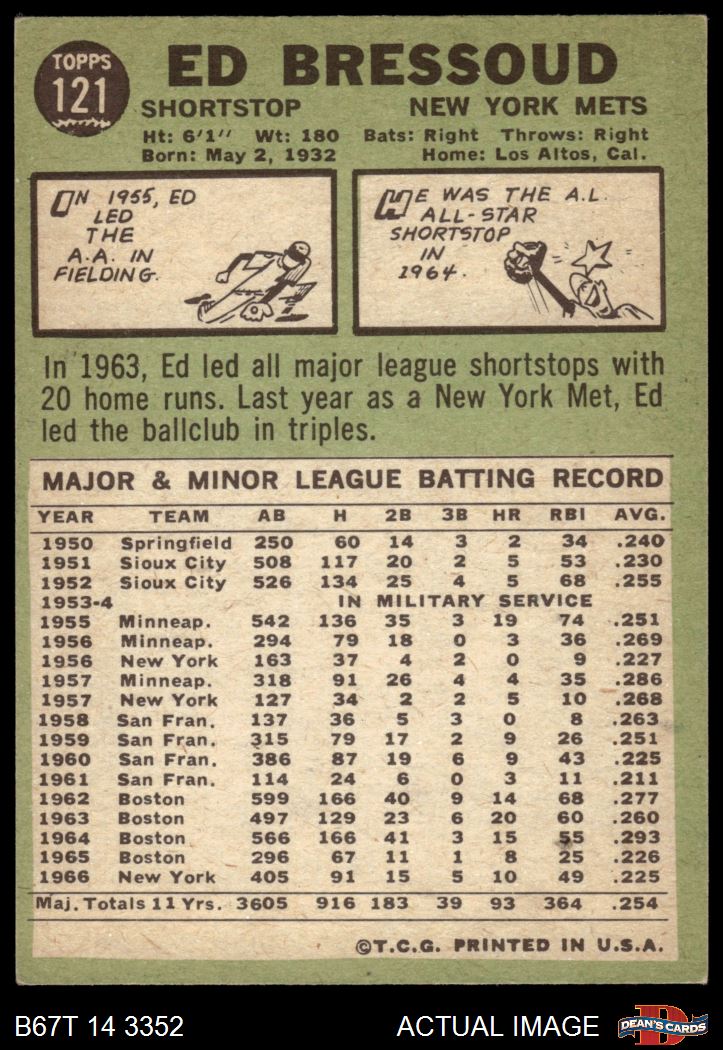 TOPPS
121
ED BRESSOUD
SHORTSTOP NEW YORK METS
Ht: 6'1" Wt: 180 Bats: Right Throws: Right
Born: May 2, 1932 Home: Los Altos, Cal.
IN 1955, ED
LED
THE
A.A. IN
FIELDING.
HE WAS THE A.L.
ALL-STAR
SHORTSTOP
IN
1964.
In 1963, Ed led all major league shortstops with
20 home runs. Last year as a New York Met, Ed
led the ballclub in triples.
MAJOR & MINOR LEAGUE BATTING RECORD
YEAR TEAM AB H 2B 3B HR RBI AVG.
1950 Springfield 250 60 14 3 2 34 .240
1951 Sioux City 508 117 20 2 5 53 .230
1952 Sioux City 526 134 25 4 5 68 .255
1953-4 IN MILITARY SERVICE
1955 Minneap. 542 136 35 3 19 74 .251
1956 Minneap. 294 79 18 0 3 36 .269
1956 New York 163 37 4 2 0 9 .227
1957 Minneap. 318 91 26 4 4 35 .286
1957 New York 127 34 2 2 5 10 .268
1958 San Fran. 137 36 5 3 0 8 .263
1959 San Fran. 315 79 17 2 9 26 .251
1960 San Fran. 386 87 19 6 9 43 .225
1961 San Fran. 114 24 6 0 3 11 .211
1962 Boston 599 166 40 9 14 68 .277
1963 Boston 497 129 23 6 20 60 .260
1964 Boston 566 166 41 3 15 55 .293
1965 Boston 296 67 11 1 8 25 .226
1966 New York 405 91 15 5 10 49 .225
Maj. Totals 11 Yrs. 3605 916 183 39 93 364 .254
©T.C.G. PRINTED IN U.S.A.
B67T 14 3352 ACTUAL IMAGE
D
DEAN'S CARDS